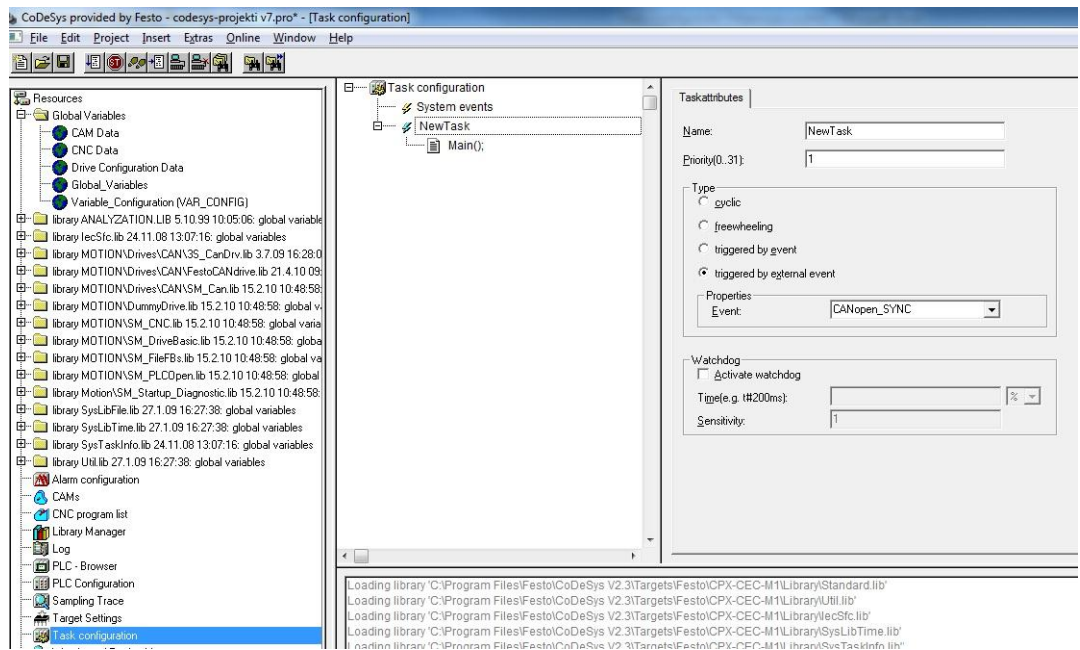 CoDeSys provided by Festo - codesys-projekti v7.pro* - [Task configuration]
File Edit Project Insert Extras Online Window Help
Resources
Global Variables
CAM Data
CNC Data
Drive Configuration Data
Global_Variables
Variable_Configuration (VAR_CONFIG)
library ANALYZATION.LIB 5.10.99 10:05:06: global variable
library IecSfc.lib 24.11.08 13:07:16: global variables
library MOTION\Drives\CAN\3S_CanDrv.lib 3.7.09 16:28:0
library MOTION\Drives\CAN\FestoCANdrive.lib 21.4.10 09:
library MOTION\Drives\CAN\SM_Can.lib 15.2.10 10:48:58:
library MOTION\DummyDrive.lib 15.2.10 10:48:58: global v
library MOTION\SM_CNC.lib 15.2.10 10:48:58: global varia
library MOTION\SM_DriveBasic.lib 15.2.10 10:48:58: globa
library MOTION\SM_FileFBs.lib 15.2.10 10:48:58: global va
library MOTION\SM_PLCOpen.lib 15.2.10 10:48:58: global
library Motion\SM_Startup_Diagnostic.lib 15.2.10 10:48:58:
library SysLibFile.lib 27.1.09 16:27:38: global variables
library SysLibTime.lib 27.1.09 16:27:38: global variables
library SysTaskInfo.lib 24.11.08 13:07:16: global variables
library Util.lib 27.1.09 16:27:38: global variables
Alarm configuration
CAMs
CNC program list
Library Manager
Log
PLC - Browser
PLC Configuration
Sampling Trace
Target Settings
Task configuration
Task configuration
System events
NewTask
Main();
Taskattributes
Name: NewTask
Priority(0..31): 1
Type
cyclic
freewheeling
triggered by event
triggered by external event
Properties
Event: CANopen_SYNC
Watchdog
Activate watchdog
Time(e.g. t#200ms): %
Sensitivity: 1
Loading library 'C:\Program Files\Festo\CoDeSys V2.3\Targets\Festo\CPX-CEC-M1\Library\Standard.lib'
Loading library 'C:\Program Files\Festo\CoDeSys V2.3\Targets\Festo\CPX-CEC-M1\Library\Util.lib'
Loading library 'C:\Program Files\Festo\CoDeSys V2.3\Targets\Festo\CPX-CEC-M1\Library\IecSfc.lib'
Loading library 'C:\Program Files\Festo\CoDeSys V2.3\Targets\Festo\CPX-CEC-M1\Library\SysLibTime.lib'
Loading library 'C:\Program Files\Festo\CoDeSys V2.3\Targets\Festo\CPX-CEC-M1\Library\SysTaskInfo.lib'